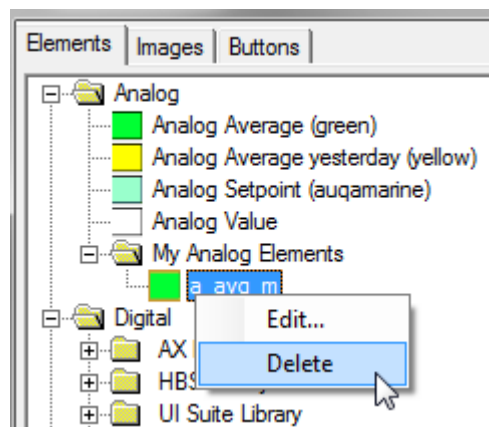 Elements Images Buttons
Analog
Analog Average (green)
Analog Average yesterday (yellow)
Analog Setpoint (auqamarine)
Analog Value
My Analog Elements
a_avg_m
Digital
Edit...
AX
Delete
HBS
UI Suite Library